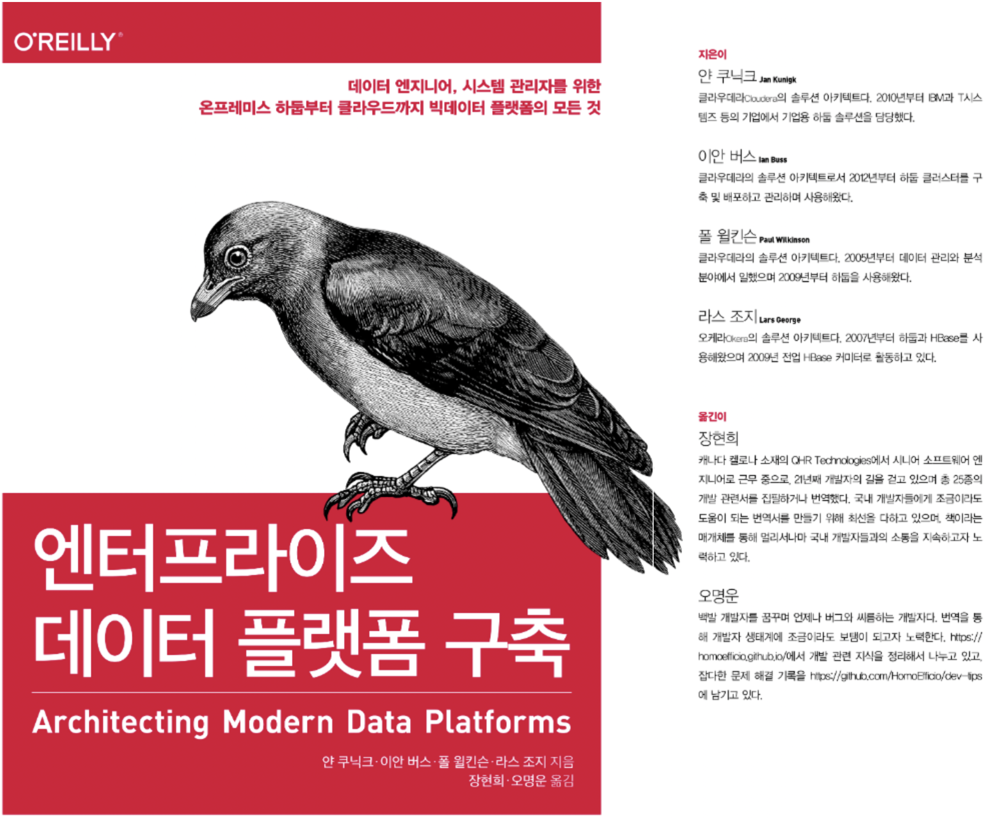 O'REILLY®
데이터 엔지니어, 시스템 관리자를 위한
온프레미스 하둡부터 클라우드까지 빅데이터 플랫폼의 모든 것
엔터프라이즈
데이터 플랫폼 구축
Architecting Modern Data Platforms
얀 쿠닉크·이안 버스·폴 윌킨슨·라스 조지 지음
장현희·오명운 옮김
지은이
얀 쿠닉크 Jan Kunigk
클라우데라Cloudera의 솔루션 아키텍트다. 2010년부터 IBM과 T시스
템즈 등의 기업에서 기업용 하둡 솔루션을 담당했다.
이안 버스 Ian Buss
클라우데라의 솔루션 아키텍트로서 2012년부터 하둡 클러스터를 구
축 및 배포하고 관리하며 사용해왔다.
폴 윌킨슨 Paul Wilkinson
클라우데라의 솔루션 아키텍트다. 2005년부터 데이터 관리와 분석
분야에서 일했으며 2009년부터 하둡을 사용해왔다.
라스 조지 Lars George
오케라Okera의 솔루션 아키텍트다. 2007년부터 하둡과 HBase를 사
용해왔으며 2009년 전업 HBase 커미터로 활동하고 있다.
옮긴이
장현희
캐나다 켈로나 소재의 QHR Technologies에서 시니어 소프트웨어 엔
지니어로 근무 중으로, 21년째 개발자의 길을 걷고 있으며 총 25종의
개발 관련서를 집필하거나 번역했다. 국내 개발자들에게 조금이라도
도움이 되는 번역서를 만들기 위해 최선을 다하고 있으며, 책이라는
매개체를 통해 멀리서나마 국내 개발자들과의 소통을 지속하고자 노
력하고 있다.
오명운
백발 개발자를 꿈꾸며 언제나 버그와 씨름하는 개발자다. 번역을 통
해 개발자 생태계에 조금이라도 보탬이 되고자 노력한다. https://
homoefficio.github.io/에서 개발 관련 지식을 정리해서 나누고 있고,
잡다한 문제 해결 기록을 https://github.com/HomoEfficio/dev-tips
에 남기고 있다.